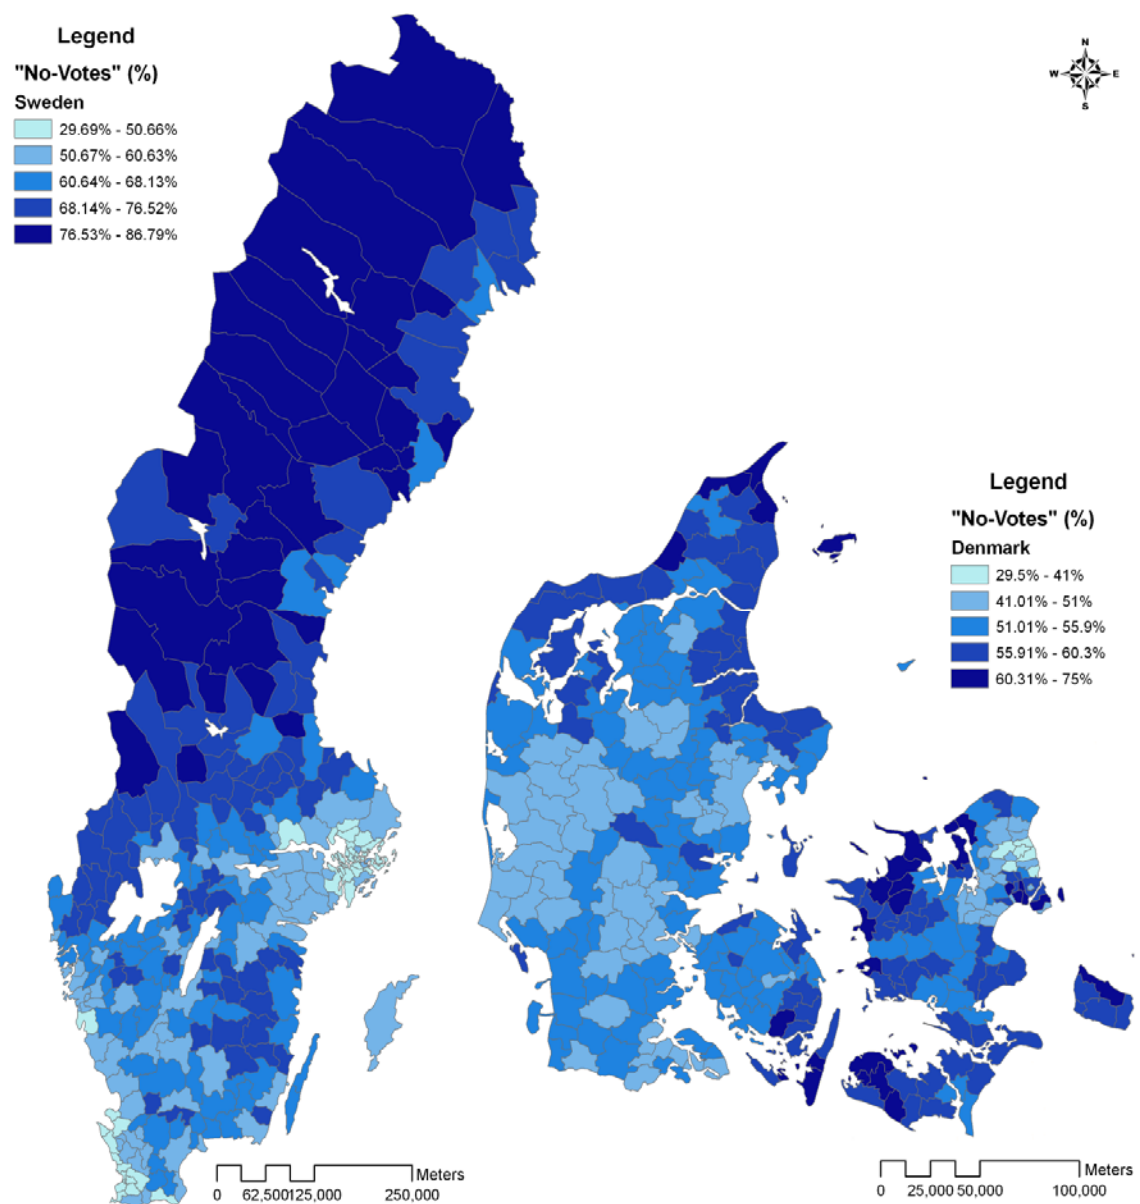 Legend
"No-Votes" (%)
Sweden
29.69% - 50.66%
50.67% - 60.63%
60.64% - 68.13%
68.14% - 76.52%
76.53% - 86.79%
N
W E
S
Legend
"No-Votes" (%)
Denmark
29.5% - 41%
41.01% - 51%
51.01% - 55.9%
55.91% - 60.3%
60.31% - 75%
Meters
0 62,500 125,000 250,000
Meters
0 25,000 50,000 100,000